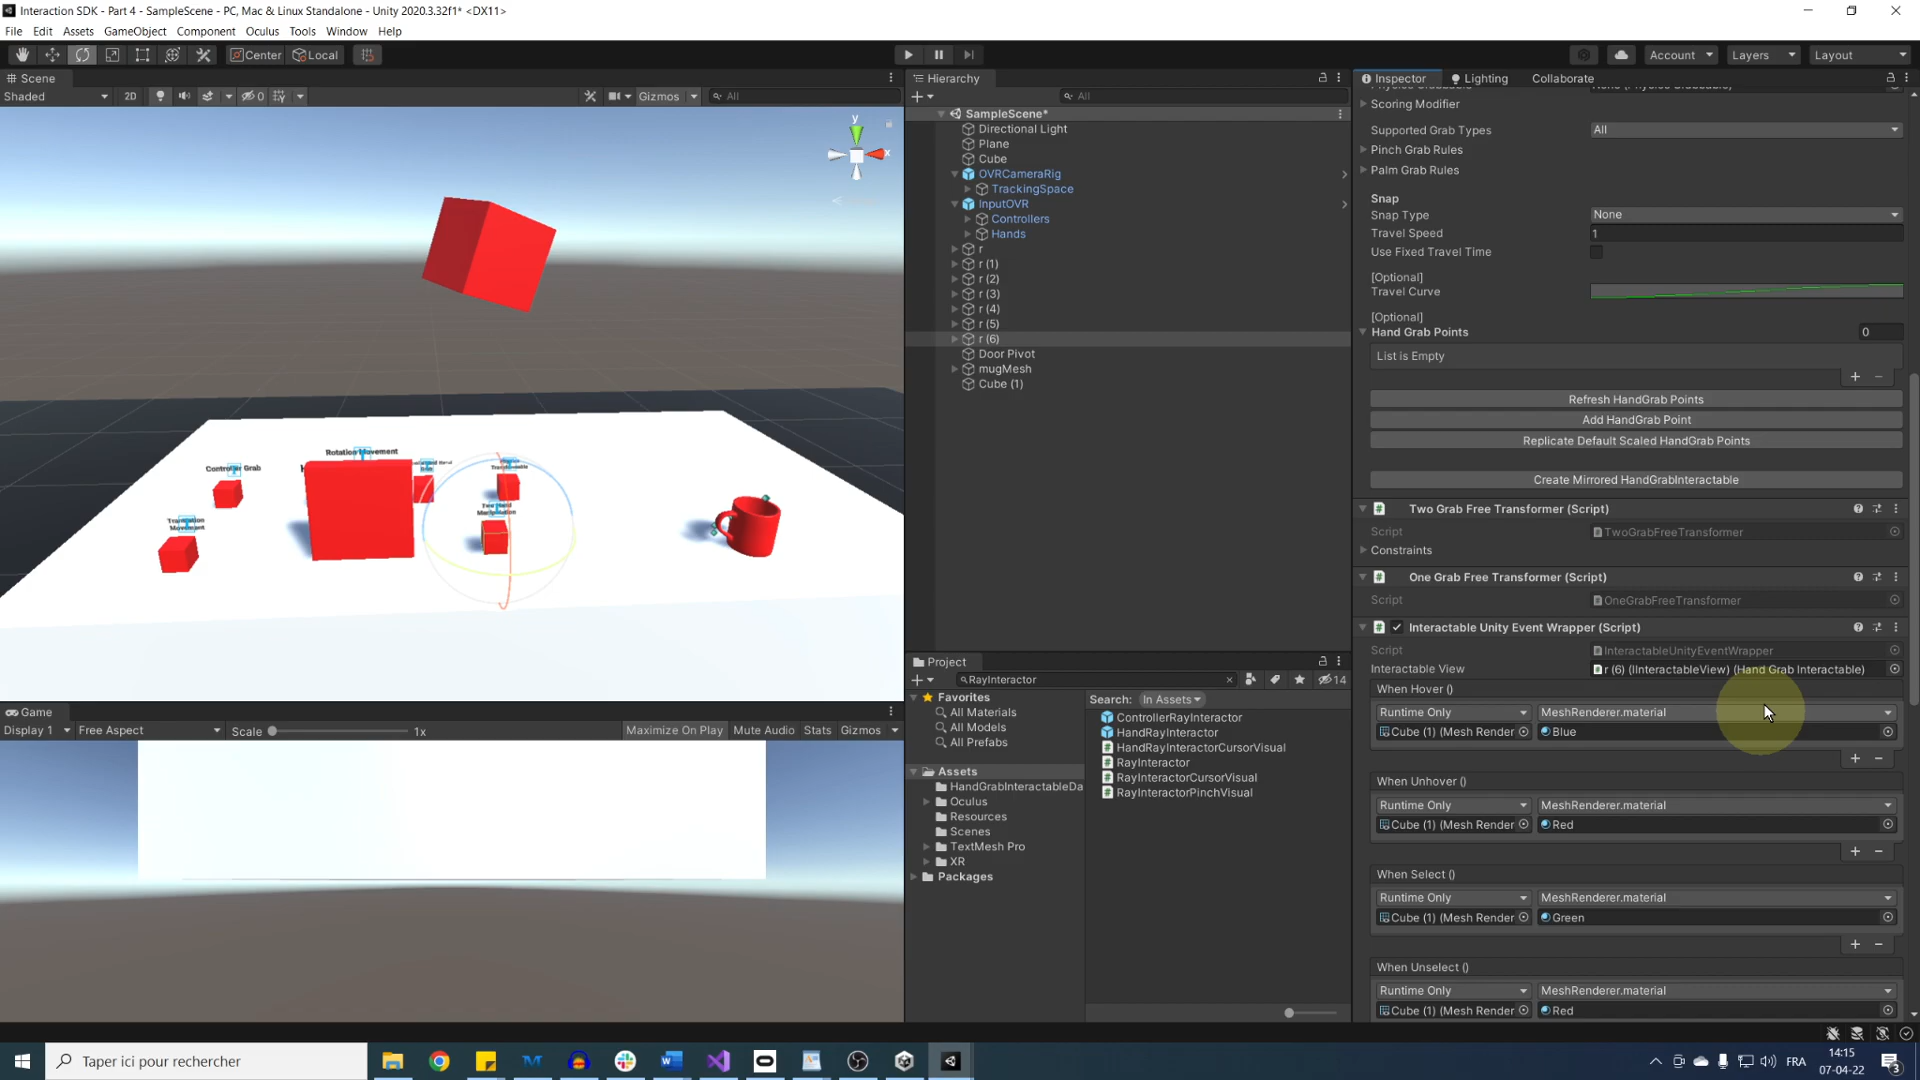 Interaction SDK - Part 4 - SampleScene - PC, Mac & Linux Standalone - Unity 2020.3.32f1* <DX11>
File Edit Assets GameObject Component Oculus Tools Window Help
Center Local Account Layers Layout
Scene
Shaded 2D 0 Gizmos All
y
x
Rotation Movement
Controller Grab
Translation
Movement
Two Hand
Manipulation
Game
Display 1 Free Aspect Scale 1x Maximize On Play Mute Audio Stats Gizmos
Hierarchy
All
SampleScene*
Directional Light
Plane
Cube
OVRCameraRig
TrackingSpace
InputOVR
Controllers
Hands
r
r (1)
r (2)
r (3)
r (4)
r (5)
r (6)
Door Pivot
mugMesh
Cube (1)
Project
RayInteractor 14
Favorites
All Materials
All Models
All Prefabs
Assets
HandGrabInteractableDa
Oculus
Resources
Scenes
TextMesh Pro
XR
Packages
Search: In Assets
ControllerRayInteractor
HandRayInteractor
HandRayInteractorCursorVisual
RayInteractor
RayInteractorCursorVisual
RayInteractorPinchVisual
Inspector Lighting Collaborate
Scoring Modifier
Supported Grab Types All
Pinch Grab Rules
Palm Grab Rules
Snap
Snap Type None
Travel Speed 1
Use Fixed Travel Time
[Optional]
Travel Curve
[Optional]
Hand Grab Points 0
List is Empty
Refresh HandGrab Points
Add HandGrab Point
Replicate Default Scaled HandGrab Points
Create Mirrored HandGrabInteractable
Two Grab Free Transformer (Script)
Script TwoGrabFreeTransformer
Constraints
One Grab Free Transformer (Script)
Script OneGrabFreeTransformer
Interactable Unity Event Wrapper (Script)
Script InteractableUnityEventWrapper
Interactable View r (6) (IInteractableView) (Hand Grab Interactable)
When Hover ()
Runtime Only MeshRenderer.material
Cube (1) (Mesh Render Blue
When Unhover ()
Runtime Only MeshRenderer.material
Cube (1) (Mesh Render Red
When Select ()
Runtime Only MeshRenderer.material
Cube (1) (Mesh Render Green
When Unselect ()
Runtime Only MeshRenderer.material
Cube (1) (Mesh Render Red
Taper ici pour rechercher
FRA
14:15
07-04-22
3